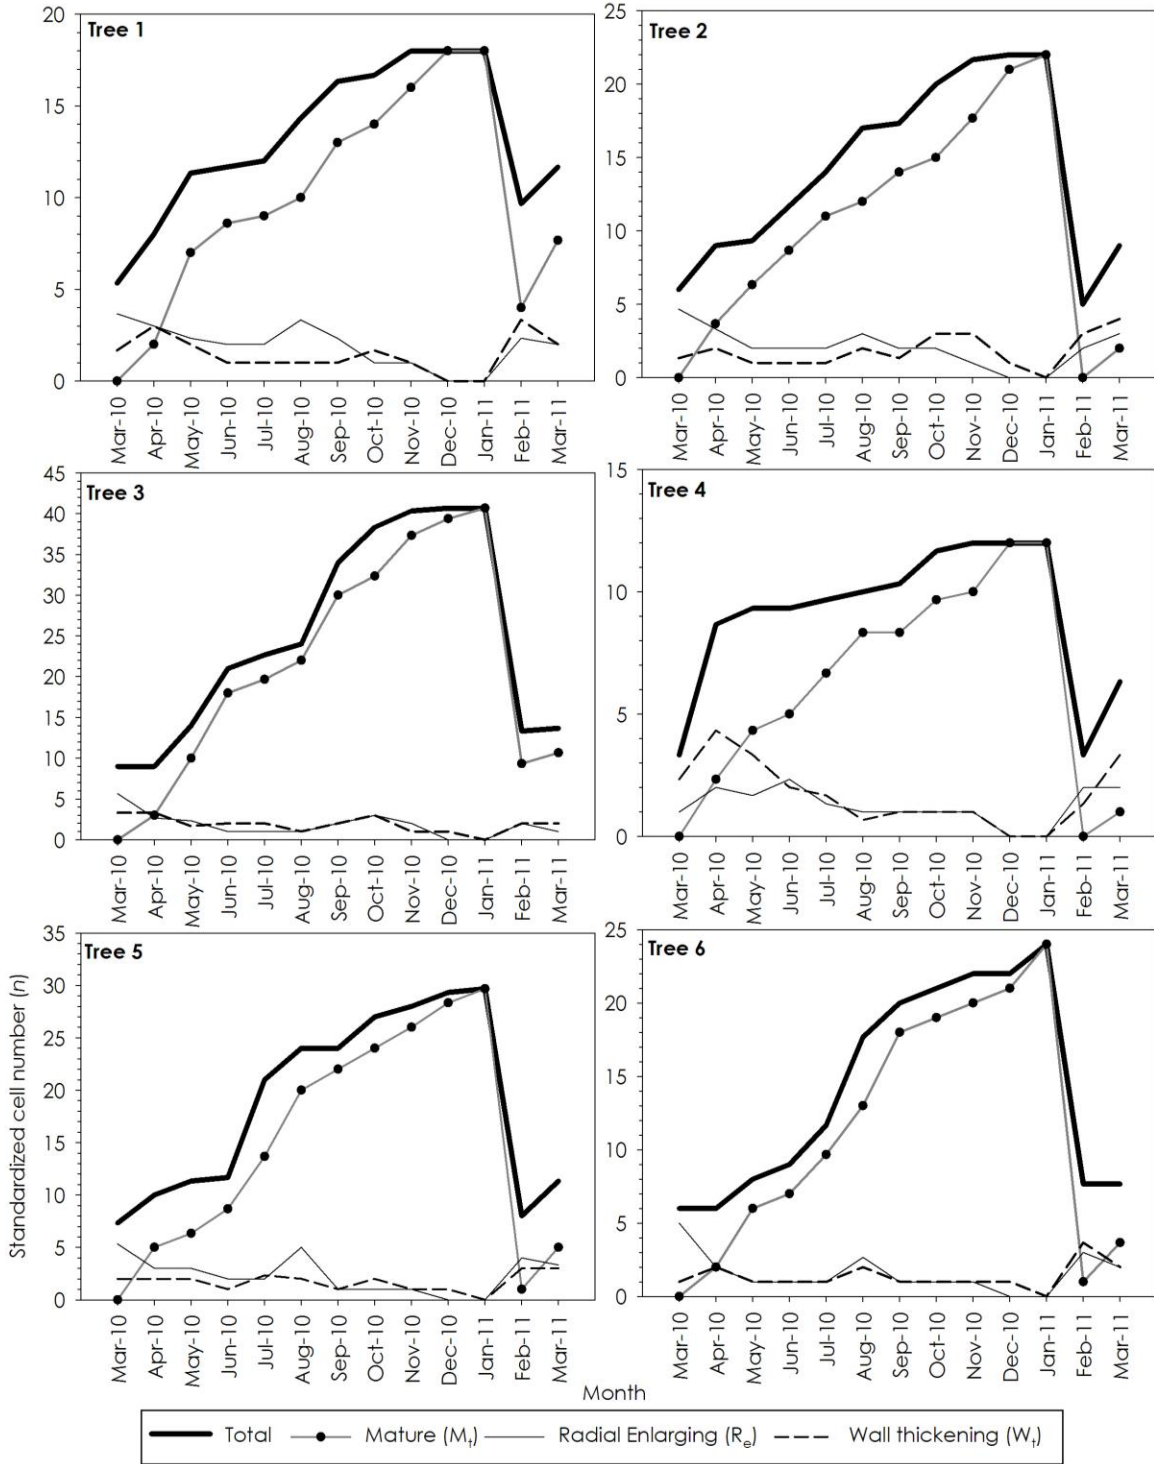 Tree 1
20
15
10
5
0
Mar-10 Apr-10 May-10 Jun-10 Jul-10 Aug-10 Sep-10 Oct-10 Nov-10 Dec-10 Jan-11 Feb-11 Mar-11
Tree 2
25
20
15
10
5
0
Mar-10 Apr-10 May-10 Jun-10 Jul-10 Aug-10 Sep-10 Oct-10 Nov-10 Dec-10 Jan-11 Feb-11 Mar-11
Tree 3
45
40
35
30
25
20
15
10
5
0
Mar-10 Apr-10 May-10 Jun-10 Jul-10 Aug-10 Sep-10 Oct-10 Nov-10 Dec-10 Jan-11 Feb-11 Mar-11
Tree 4
15
10
5
0
Mar-10 Apr-10 May-10 Jun-10 Jul-10 Aug-10 Sep-10 Oct-10 Nov-10 Dec-10 Jan-11 Feb-11 Mar-11
Tree 5
35
30
25
20
15
10
5
0
Mar-10 Apr-10 May-10 Jun-10 Jul-10 Aug-10 Sep-10 Oct-10 Nov-10 Dec-10 Jan-11 Feb-11 Mar-11
Tree 6
25
20
15
10
5
0
Mar-10 Apr-10 May-10 Jun-10 Jul-10 Aug-10 Sep-10 Oct-10 Nov-10 Dec-10 Jan-11 Feb-11 Mar-11
Standardized cell number (n)
Month
Total Mature (Mₜ) Radial Enlarging (Rₑ) Wall thickening (Wₜ)